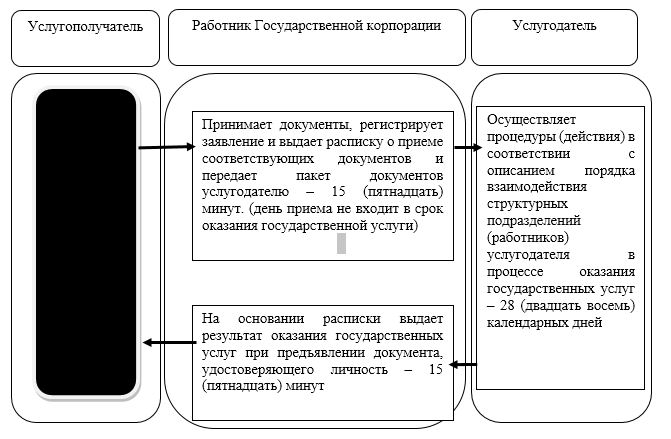 Услугополучатель
Работник Государственной корпорации
Услугодатель
Принимает документы, регистрирует
заявление и выдает расписку о приеме
соответствующих документов и
передает пакет документов
услугодателю – 15 (пятнадцать)
минут. (день приема не входит в срок
оказания государственной услуги)
Осуществляет
процедуры (действия) в
соответствии с
описанием порядка
взаимодействия
структурных
подразделений
(работников)
услугодателя в
процессе оказания
государственных услуг
– 28 (двадцать восемь)
календарных дней
На основании расписки выдает
результат оказания государственных
услуг при предъявлении документа,
удостоверяющего личность – 15
(пятнадцать) минут